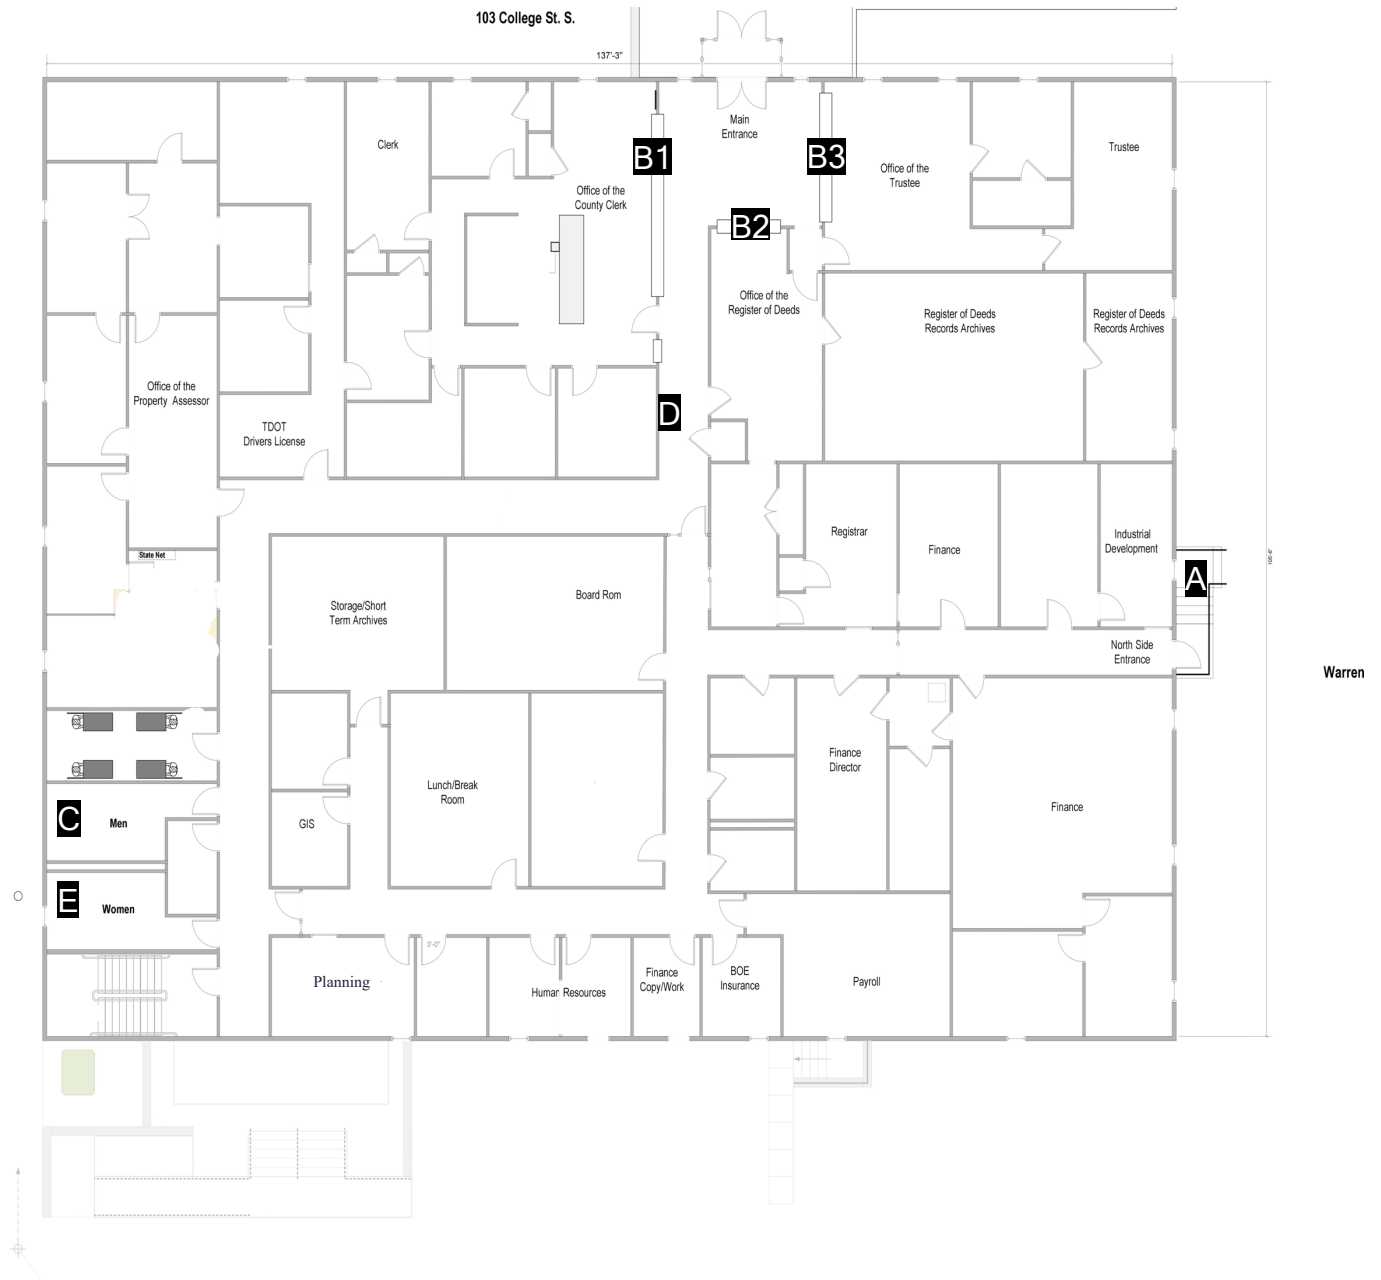 103 College St. S.
137'-3"
Main
Entrance
B1
B3
B2
Clerk
Office of the
County Clerk
Office of the
Trustee
Trustee
Office of the
Register of Deeds
Register of Deeds
Records Archives
Register of Deeds
Records Archives
Office of the
Property Assessor
TDOT
Drivers License
D
Registrar
Finance
Industrial
Development
A
State Net
Storage/Short
Term Archives
Board Rom
North Side
Entrance
Warren
Finance
Director
Lunch/Break
Room
Finance
C
Men
GIS
E
Women
3'-0"
Planning
Human Resources
Finance
Copy/Work
BOE
Insurance
Payroll